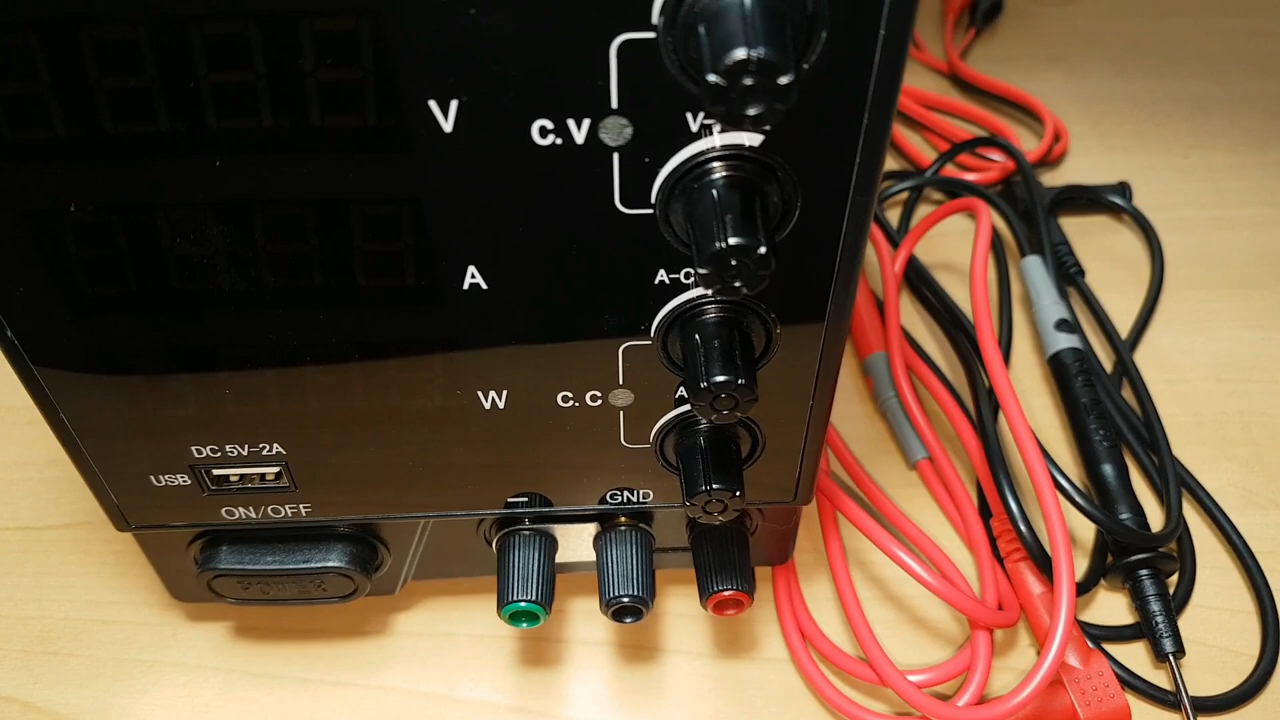 V
C.V
V-
A
A-C
W
C.C
A
DC 5V-2A
USB
ON/OFF
POWER
−
GND